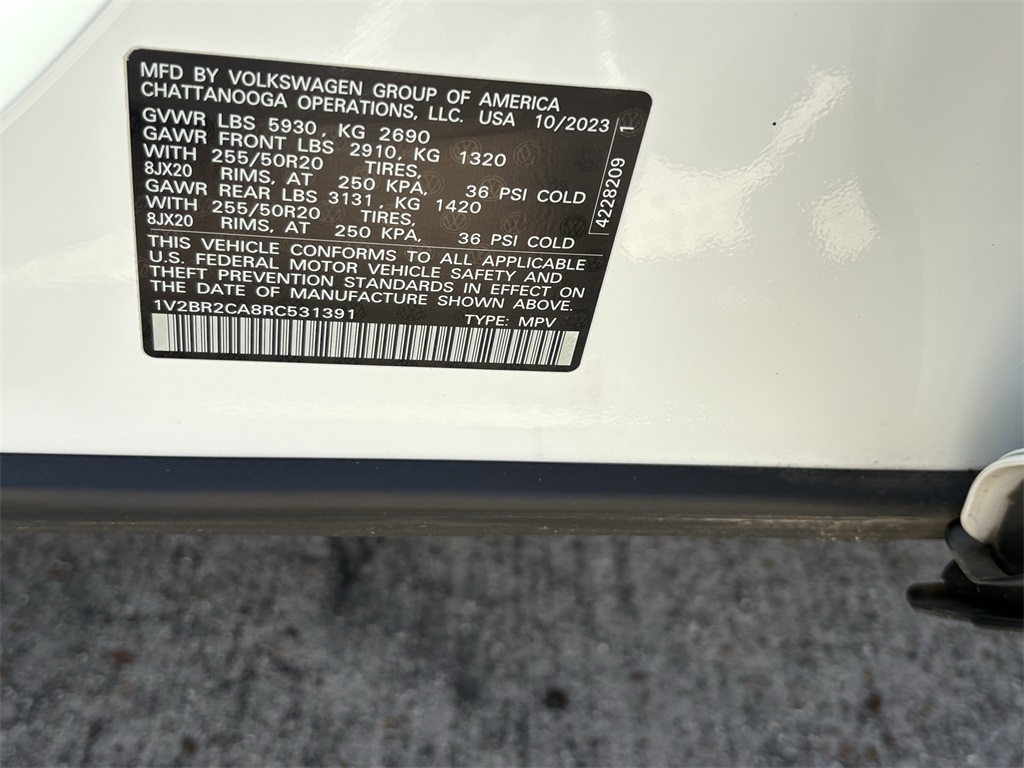 MFD BY VOLKSWAGEN GROUP OF AMERICA
CHATTANOOGA OPERATIONS, LLC. USA 10/2023
GVWR LBS 5930, KG 2690
GAWR FRONT LBS 2910, KG 1320
WITH 255/50R20 TIRES,
8JX20 RIMS, AT 250 KPA, 36 PSI COLD
GAWR REAR LBS 3131, KG 1420
WITH 255/50R20 TIRES,
8JX20 RIMS, AT 250 KPA, 36 PSI COLD
THIS VEHICLE CONFORMS TO ALL APPLICABLE
U.S. FEDERAL MOTOR VEHICLE SAFETY AND
THEFT PREVENTION STANDARDS IN EFFECT ON
THE DATE OF MANUFACTURE SHOWN ABOVE.
1V2BR2CA8RC531391 TYPE: MPV
4228209 1